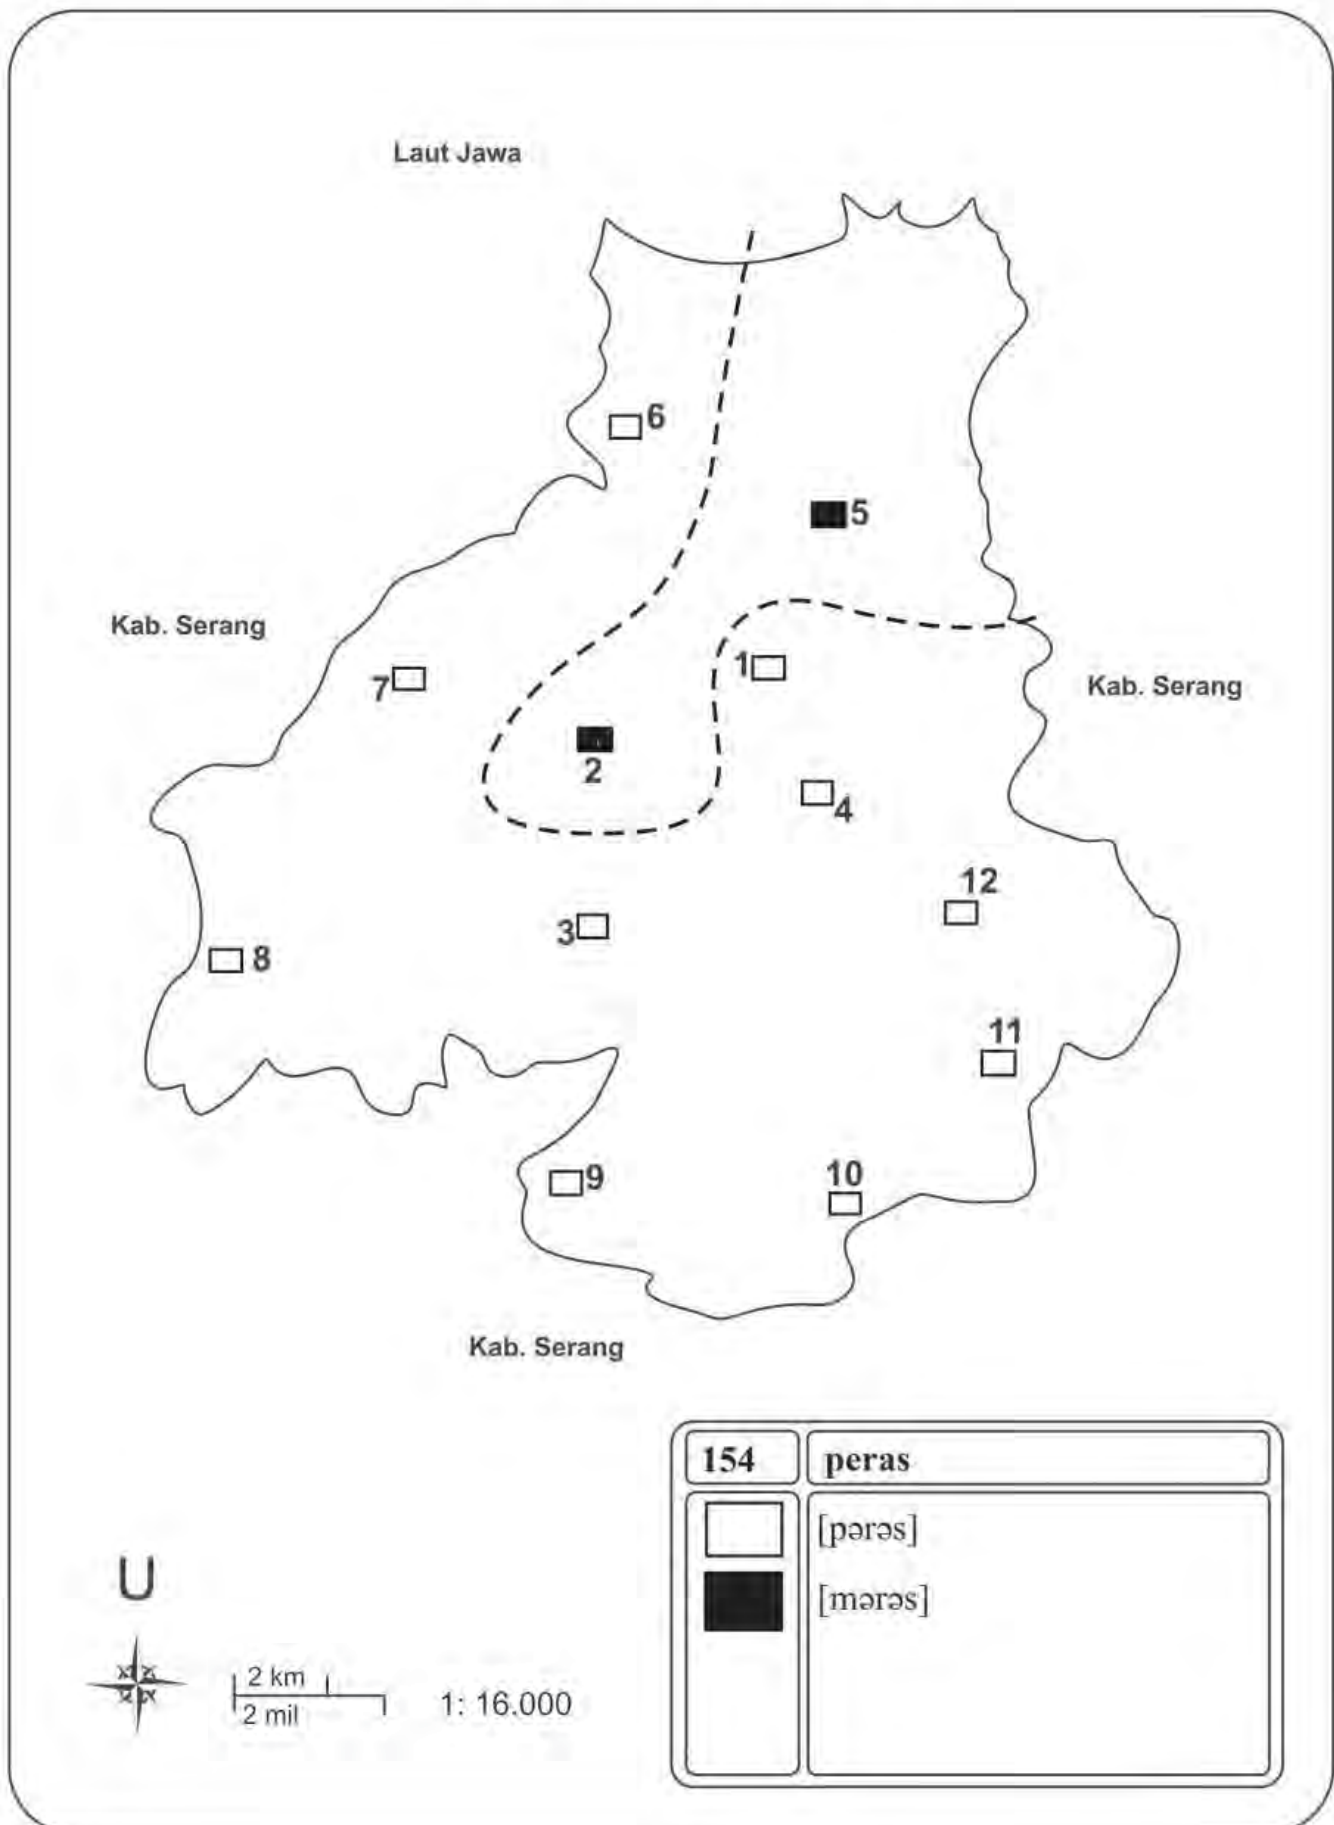 Laut Jawa
6
5
Kab. Serang
1
7
Kab. Serang
2
4
12
3
8
11
9
10
Kab. Serang
154 peras
[pərəs]
[mərəs]
U
2 km
2 mil
1: 16.000